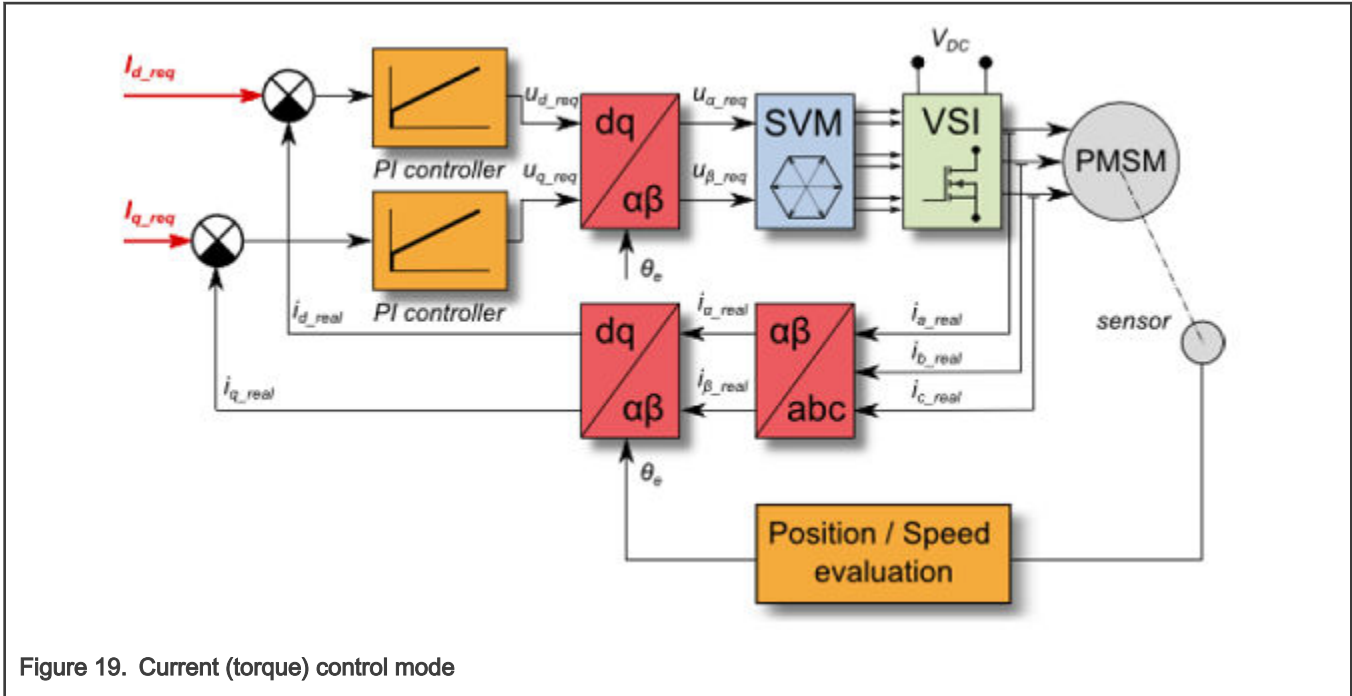 V_DC
I_d_req
u_d_req
u_α_req
dq
αβ
SVM
VSI
PMSM
PI controller
u_q_req
u_β_req
I_q_req
θ_e
PI controller
i_d_real
i_α_real
i_a_real
dq
αβ
αβ
abc
sensor
i_b_real
i_q_real
i_β_real
i_c_real
θ_e
Position / Speed
evaluation
Figure 19. Current (torque) control mode